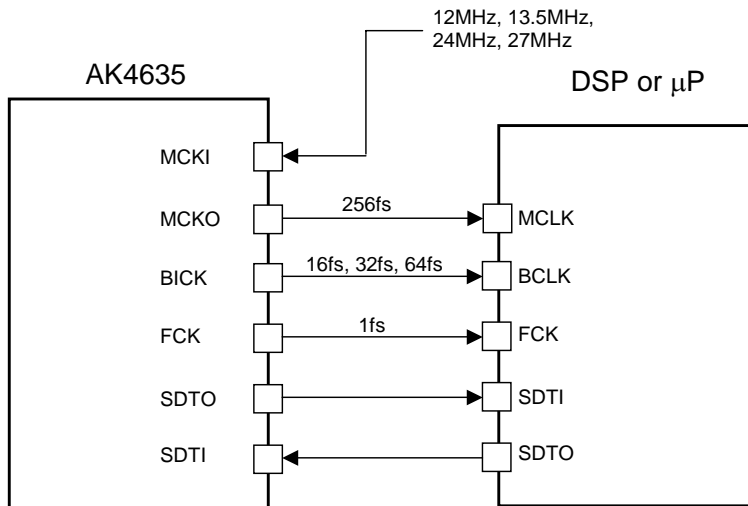 12MHz, 13.5MHz,
24MHz, 27MHz
AK4635
DSP or μP
MCKI
MCKO
256fs
MCLK
BICK
16fs, 32fs, 64fs
BCLK
FCK
1fs
FCK
SDTO
SDTI
SDTI
SDTO